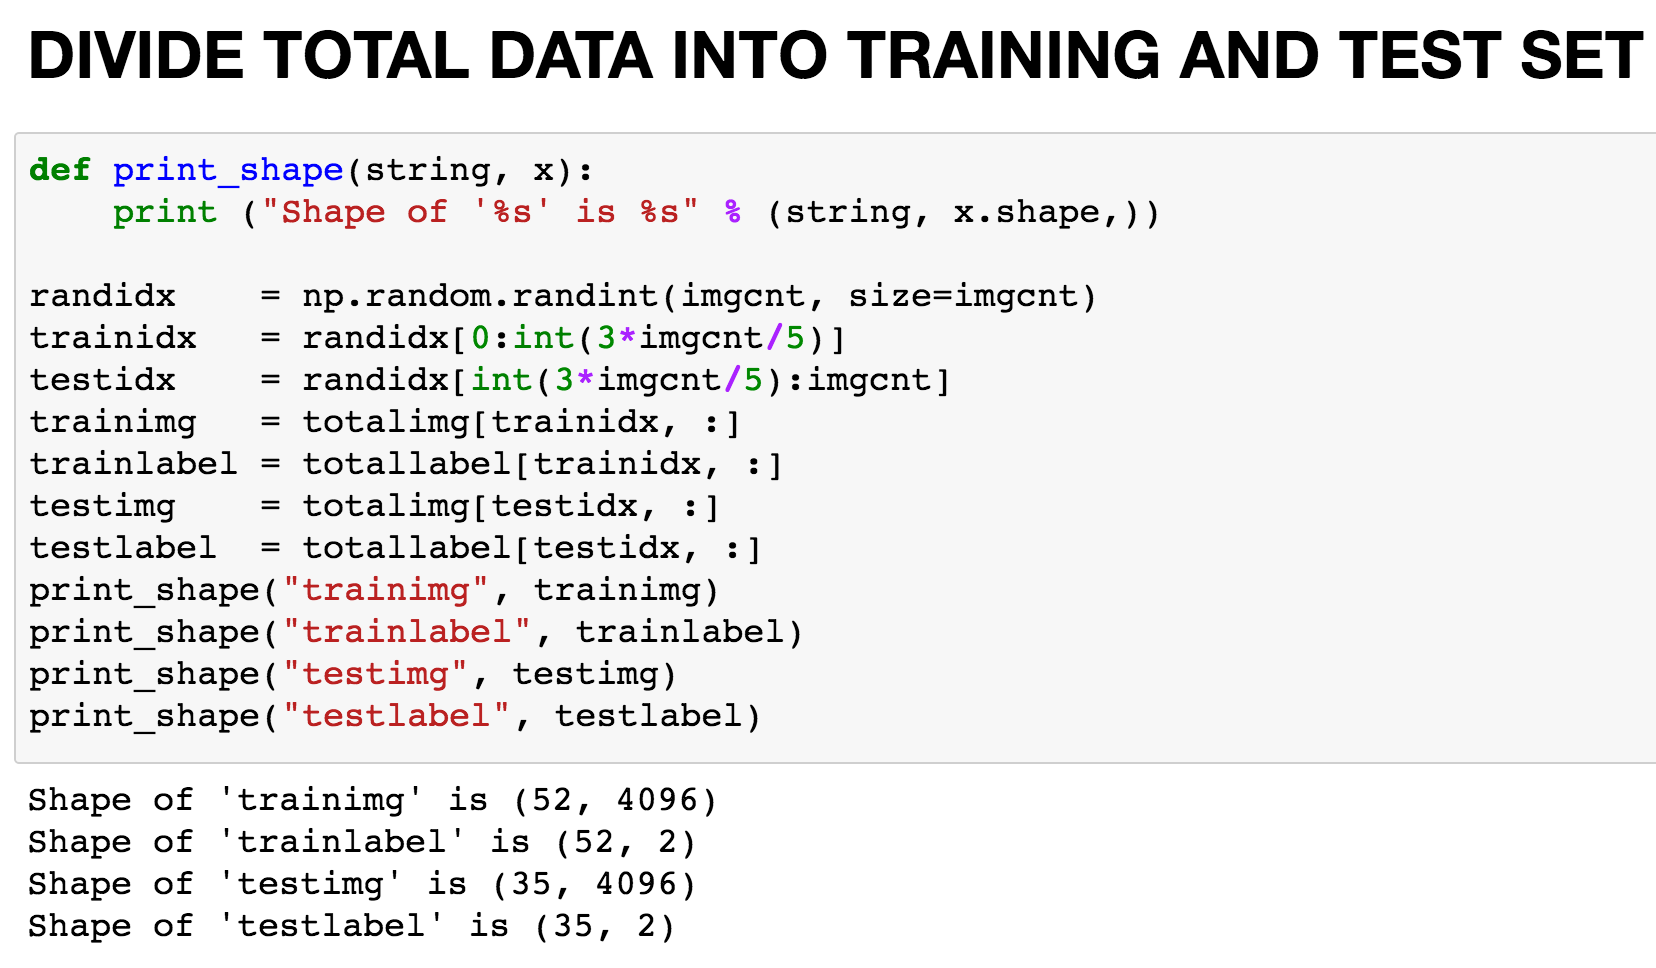 DIVIDE TOTAL DATA INTO TRAINING AND TEST SET
def print_shape(string, x):
    print ("Shape of '%s' is %s" % (string, x.shape,))

randidx    = np.random.randint(imgcnt, size=imgcnt)
trainidx   = randidx[0:int(3*imgcnt/5)]
testidx    = randidx[int(3*imgcnt/5):imgcnt]
trainimg   = totalimg[trainidx, :]
trainlabel = totallabel[trainidx, :]
testimg    = totalimg[testidx, :]
testlabel  = totallabel[testidx, :]
print_shape("trainimg", trainimg)
print_shape("trainlabel", trainlabel)
print_shape("testimg", testimg)
print_shape("testlabel", testlabel)
Shape of 'trainimg' is (52, 4096)
Shape of 'trainlabel' is (52, 2)
Shape of 'testimg' is (35, 4096)
Shape of 'testlabel' is (35, 2)